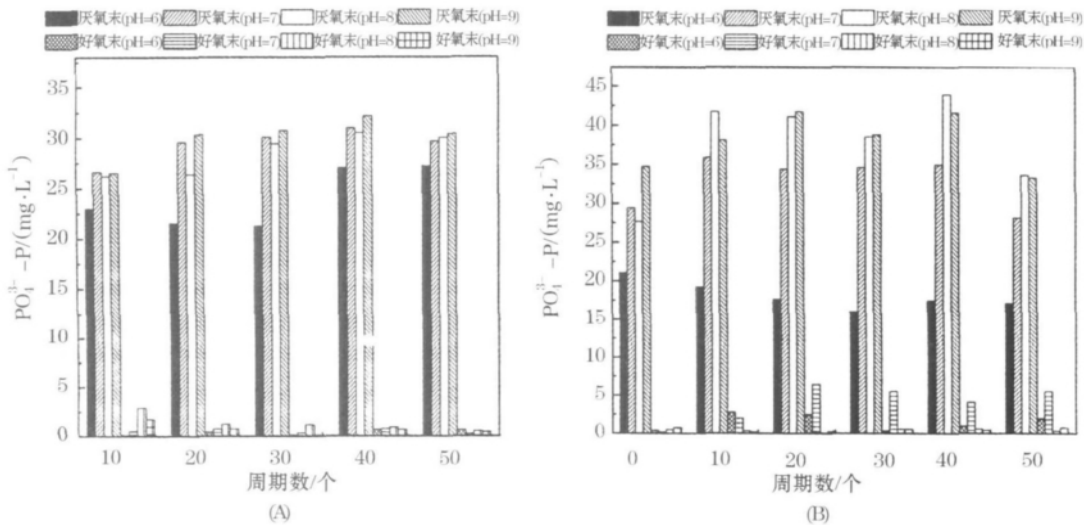 厌氧末(pH=6) 厌氧末(pH=7) 厌氧末(pH=8) 厌氧末(pH=9)
好氧末(pH=6) 好氧末(pH=7) 好氧末(pH=8) 好氧末(pH=9)
35
30
25
20
15
10
5
0
PO₄³⁻-P/(mg·L⁻¹)
10 20 30 40 50
周期数/个
(A)
厌氧末(pH=6) 厌氧末(pH=7) 厌氧末(pH=8) 厌氧末(pH=9)
好氧末(pH=6) 好氧末(pH=7) 好氧末(pH=8) 好氧末(pH=9)
45
40
35
30
25
20
15
10
5
0
PO₄³⁻-P/(mg·L⁻¹)
0 10 20 30 40 50
周期数/个
(B)